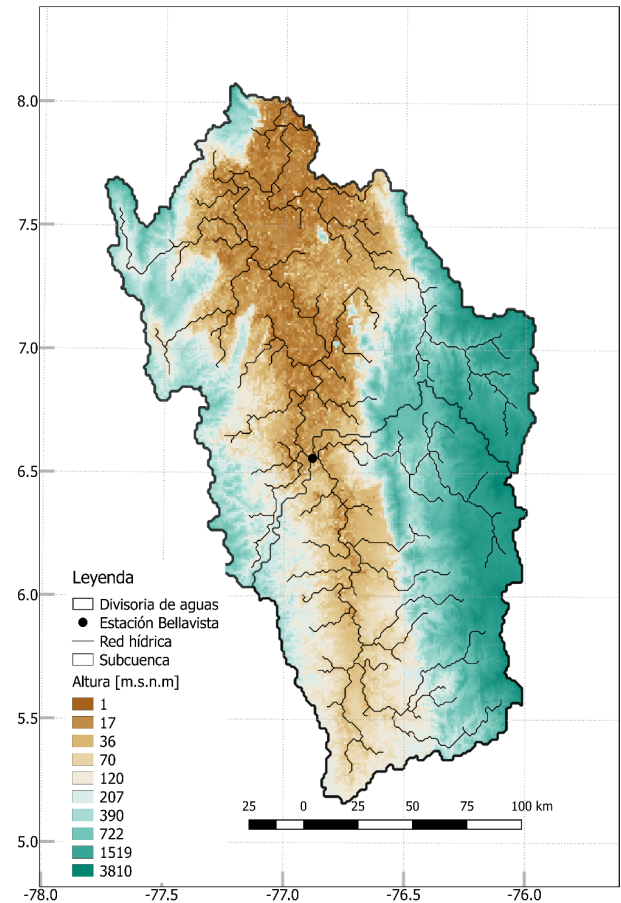 8.0
7.5
7.0
6.5
6.0
5.5
5.0
Leyenda
Divisoria de aguas
Estación Bellavista
Red hídrica
Subcuenca
Altura [m.s.n.m]
1
17
36
70
120
207
390
722
1519
3810
25 0 25 50 75 100 km
-78.0 -77.5 -77.0 -76.5 -76.0